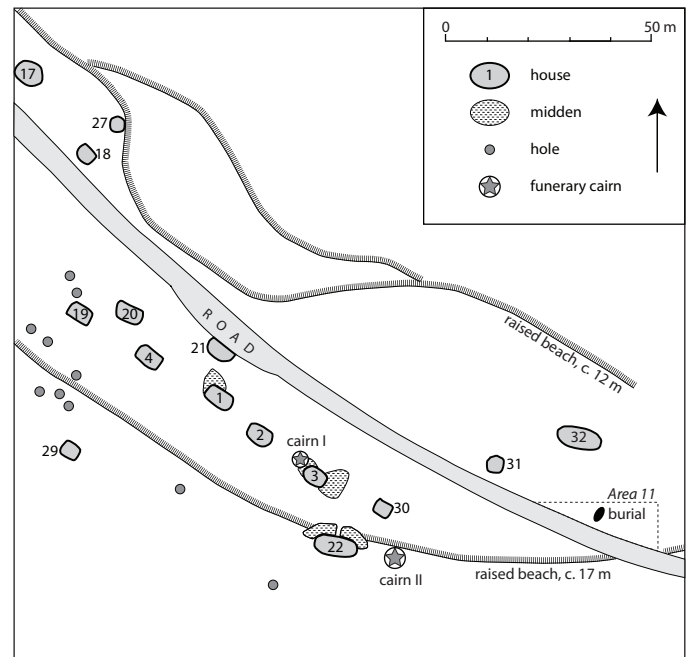 0 50 m
1 house
midden
hole
funerary cairn
17
27
18
19
20
21
ROAD
4
1
2
cairn I
3
29
30
22
cairn II
raised beach, c. 12 m
32
31
Area 11
burial
raised beach, c. 17 m